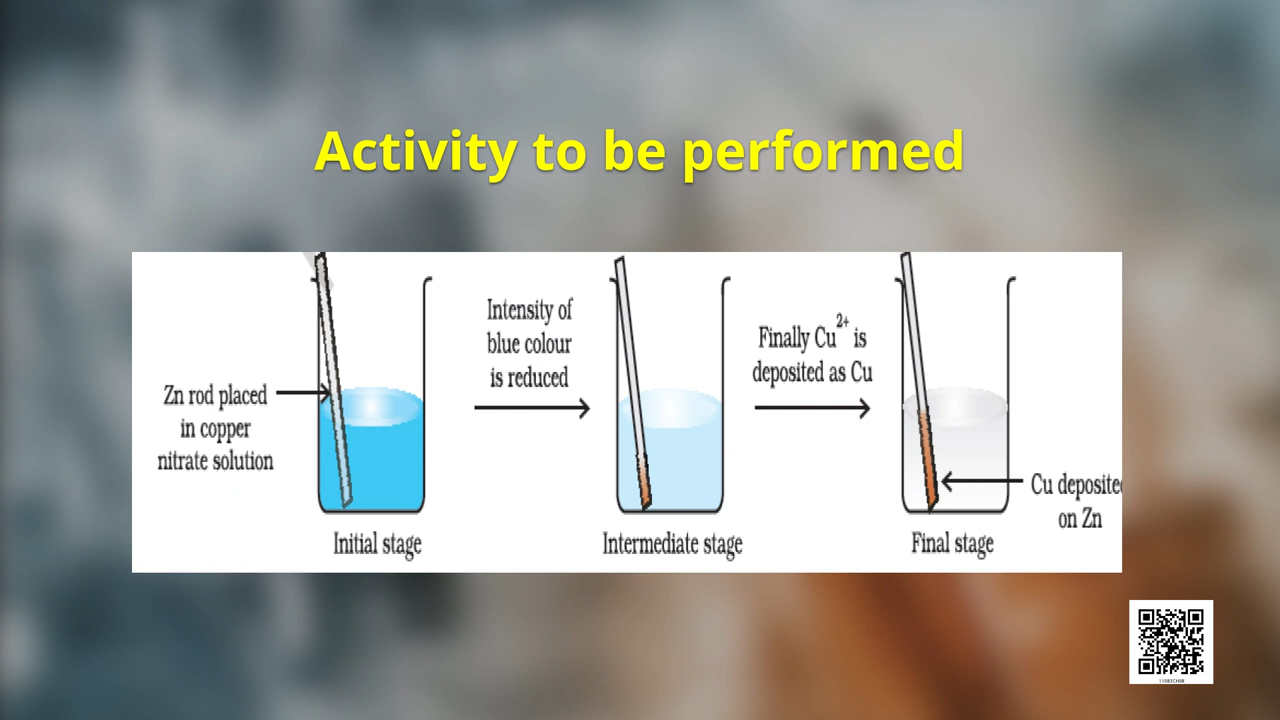 Activity to be performed
Zn rod placed
in copper
nitrate solution
Initial stage
Intensity of
blue colour
is reduced
Intermediate stage
Finally Cu2+ is
deposited as Cu
Cu deposited
on Zn
Final stage